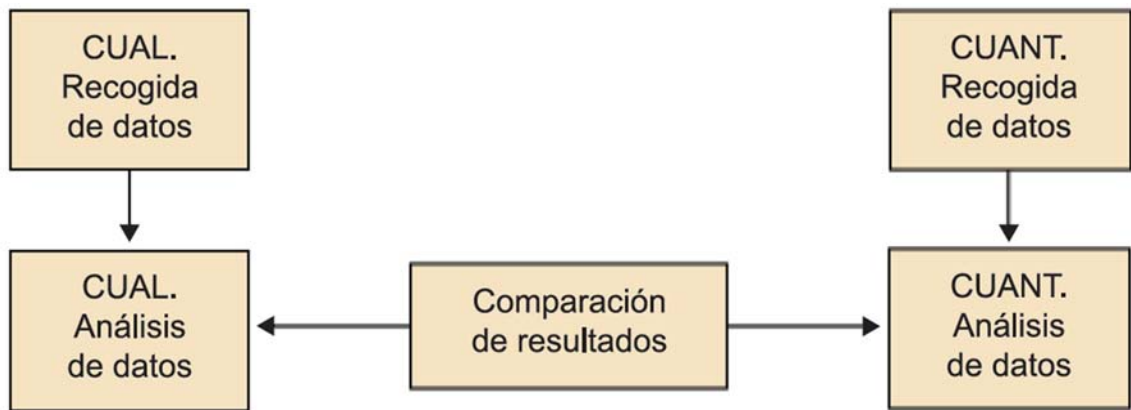 CUAL.
Recogida
de datos
CUANT.
Recogida
de datos
CUAL.
Análisis
de datos
Comparación
de resultados
CUANT.
Análisis
de datos